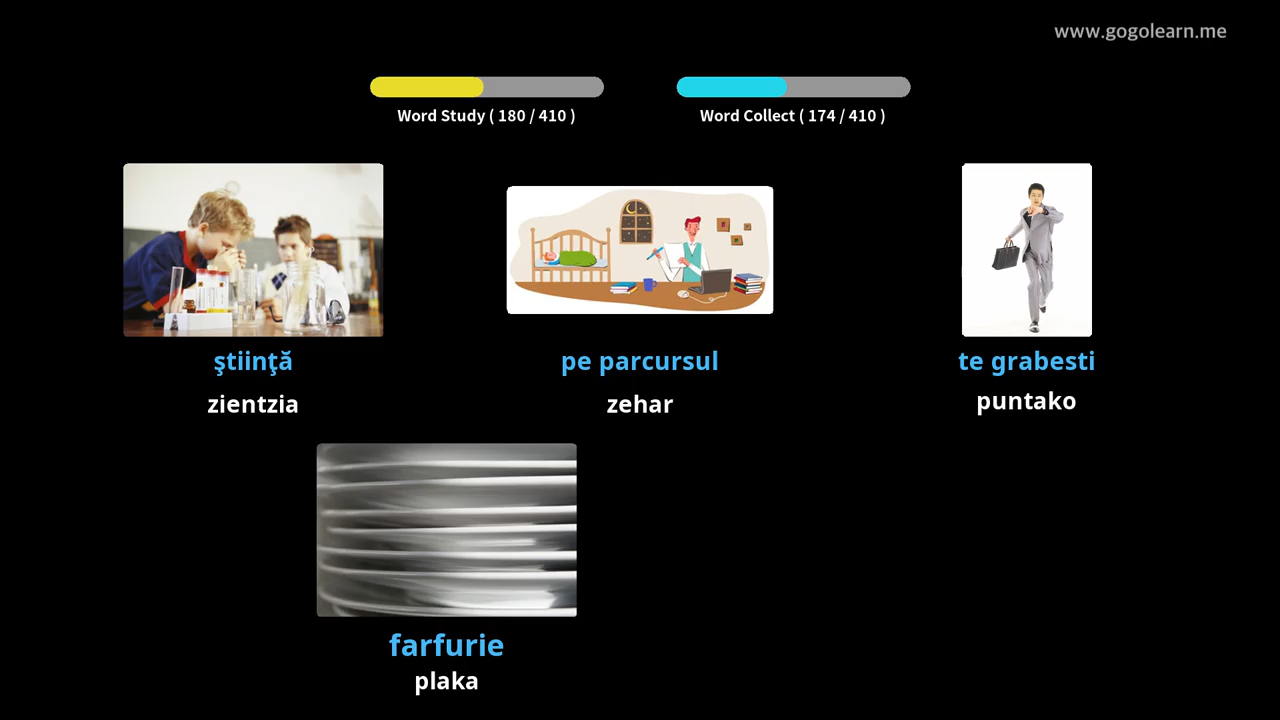 www.gogolearn.me
Word Study ( 180 / 410 )
Word Collect ( 174 / 410 )
ştiinţă
zientzia
pe parcursul
zehar
te grabesti
puntako
farfurie
plaka